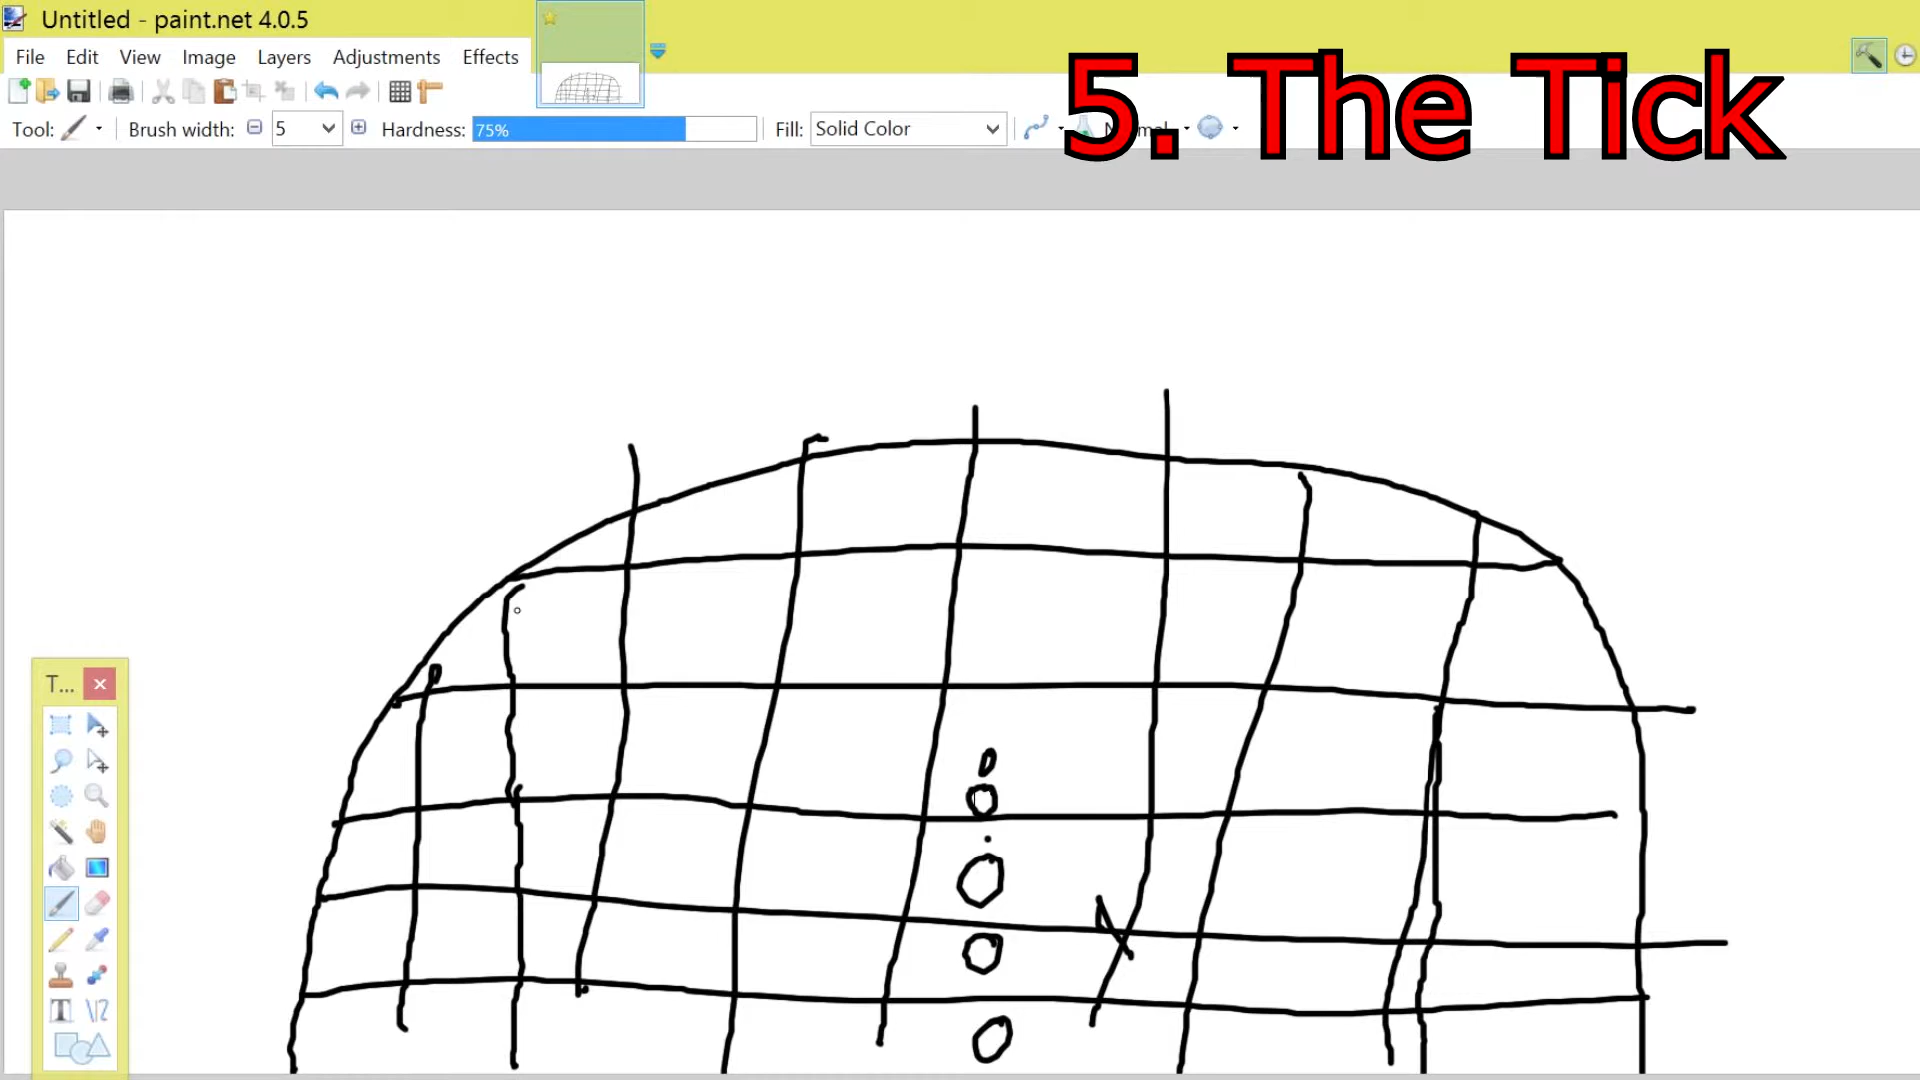 Untitled - paint.net 4.0.5
File Edit View Image Layers Adjustments Effects
5. The Tick
Tool: Brush width: 5 Hardness: 75% Fill: Solid Color Normal
T...